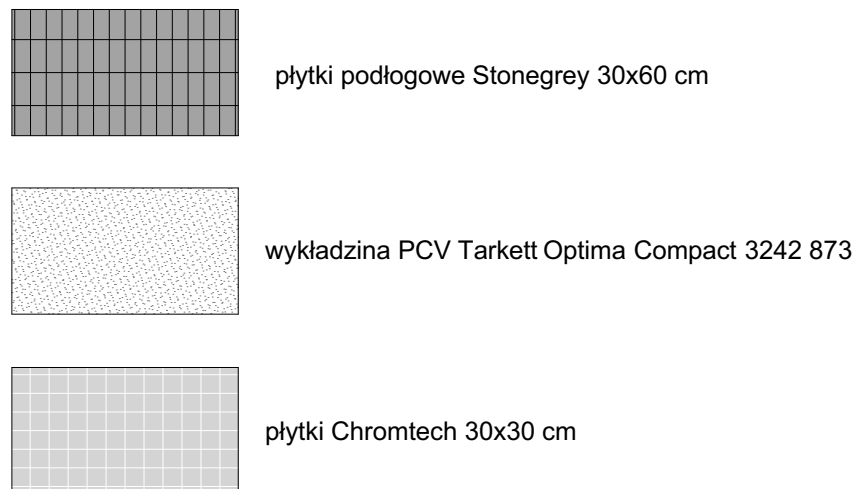 płytki podłogowe Stonegrey 30x60 cm
wykładzina PCV Tarkett Optima Compact 3242 873
płytki Chromtech 30x30 cm